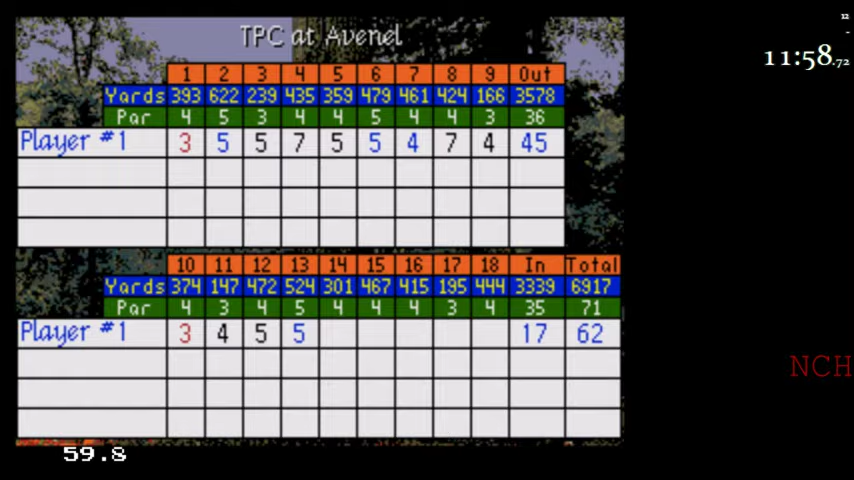 TPC at Avenel
12
-
11:58.72
1 2 3 4 5 6 7 8 9 Out
Yards 393 622 239 435 359 479 461 424 166 3578
Par 4 5 3 4 4 5 4 4 3 36
Player #1 3 5 5 7 5 5 4 7 4 45
10 11 12 13 14 15 16 17 18 In Total
Yards 374 147 472 524 301 467 415 195 444 3339 6917
Par 4 3 4 5 4 4 4 3 4 35 71
Player #1 3 4 5 5 17 62
NCH
59.8